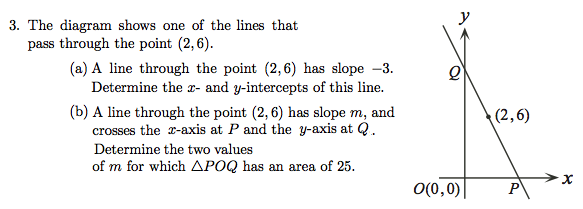 3. The diagram shows one of the lines that
pass through the point (2, 6).
(a) A line through the point (2, 6) has slope −3.
Determine the x- and y-intercepts of this line.
(b) A line through the point (2, 6) has slope m, and
crosses the x-axis at P and the y-axis at Q.
Determine the two values
of m for which △POQ has an area of 25.
y
Q
(2, 6)
x
O(0,0)
P